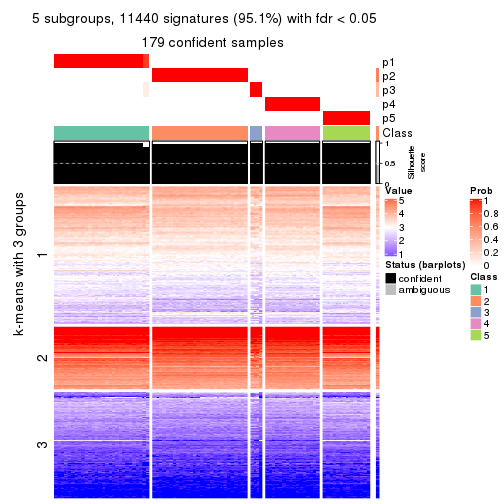 5 subgroups, 11440 signatures (95.1%) with fdr < 0.05
179 confident samples
p1
p2
p3
p4
p5
Class
1
0.5
0
Silhouette
score
k-means with 3 groups
1
2
3
Value
5
4
3
2
1
Status (barplots)
confident
ambiguous
Prob
1
0.8
0.6
0.4
0.2
0
Class
1
2
3
4
5